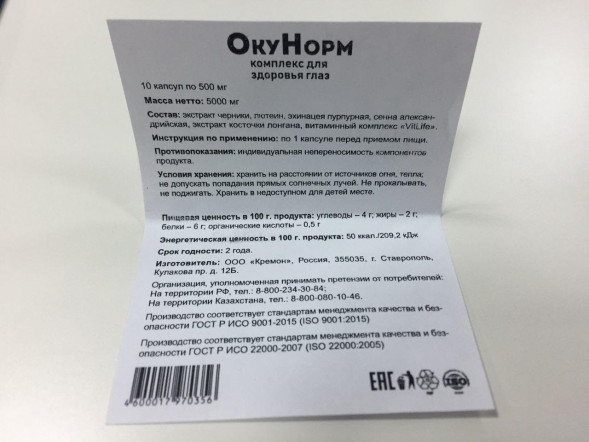 ОкуНорм
комплекс для
здоровья глаз
10 капсул по 500 мг
Масса нетто: 5000 мг
Состав: экстракт черники, лютеин, эхинацея пурпурная, сенна алексан-
дрийская, экстракт косточки лонгана, витаминный комплекс «VitLife».
Инструкция по применению: по 1 капсуле перед приемом пищи.
Противопоказания: индивидуальная непереносимость компонентов
продукта.
Условия хранения: хранить на расстоянии от источников огня, тепла;
не допускать попадания прямых солнечных лучей. Не прокалывать,
не поджигать. Хранить в недоступном для детей месте.
Пищевая ценность в 100 г. продукта: углеводы – 4 г; жиры – 2 г;
белки – 6 г; органические кислоты – 0,5 г
Энергетическая ценность в 100 г. продукта: 50 ккал./209,2 кДж
Срок годности: 2 года.
Изготовитель: ООО «Кремон», Россия, 355035, г. Ставрополь,
Кулакова пр. д. 12Б.
Организация, уполномоченная принимать претензии от потребителей:
На территории РФ, тел.: 8-800-234-30-84;
На территории Казахстана, тел.: 8-800-080-10-46.
Производство соответствует стандартам менеджмента качества и без-
опасности ГОСТ Р ИСО 9001-2015 (ISO 9001:2015)
Производство соответствует стандартам менеджмента качества и без-
опасности ГОСТ Р ИСО 22000-2007 (ISO 22000:2005)
4600017970356
EAC ISO